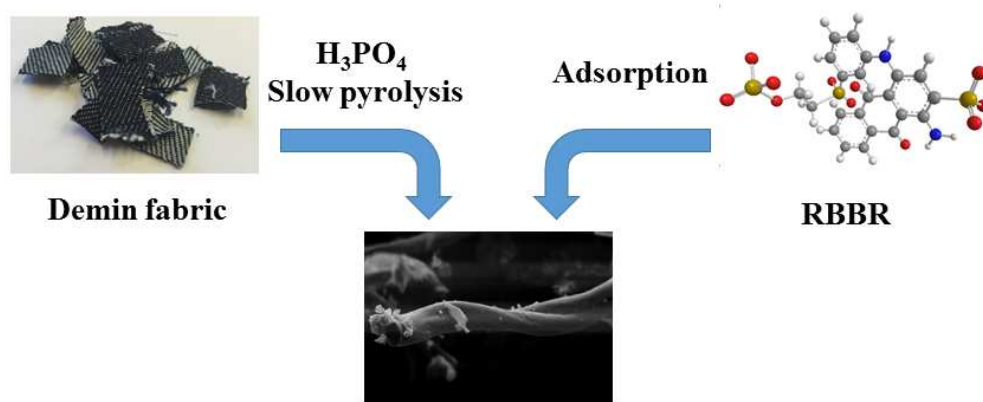 H₃PO₄
Slow pyrolysis
Adsorption
Demin fabric
RBBR